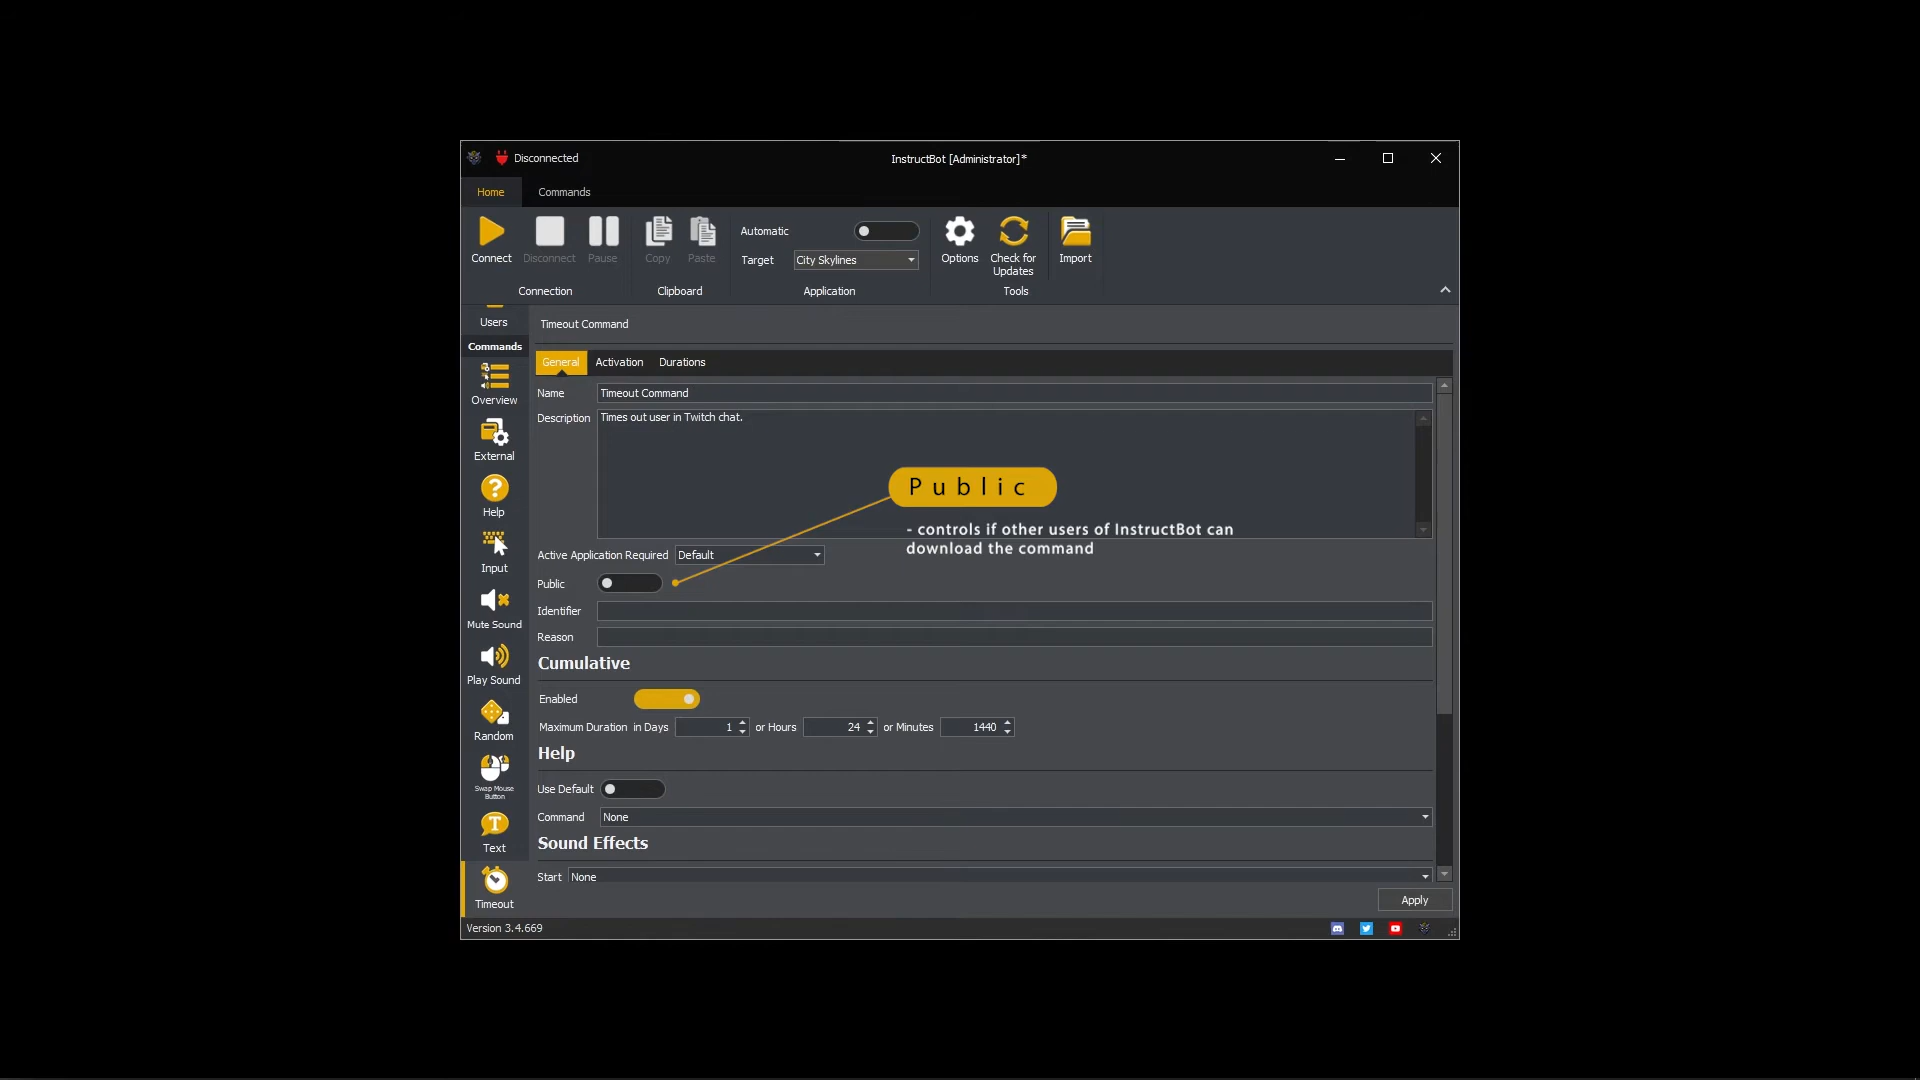 Disconnected
InstructBot [Administrator]*
Home
Commands
Connect
Disconnect
Pause
Copy
Paste
Automatic
Target
City Skylines
Options
Check for
Updates
Import
Connection
Clipboard
Application
Tools
Users
Commands
Overview
External
Help
Input
Mute Sound
Play Sound
Random
Swap Mouse
Button
Text
Timeout
Timeout Command
General
Activation
Durations
Name
Timeout Command
Description
Times out user in Twitch chat.
Public
- controls if other users of InstructBot can
download the command
Active Application Required
Default
Public
Identifier
Reason
Cumulative
Enabled
Maximum Duration in Days 1 or Hours 24 or Minutes 1440
Help
Use Default
Command
None
Sound Effects
Start
None
Apply
Version 3.4.669